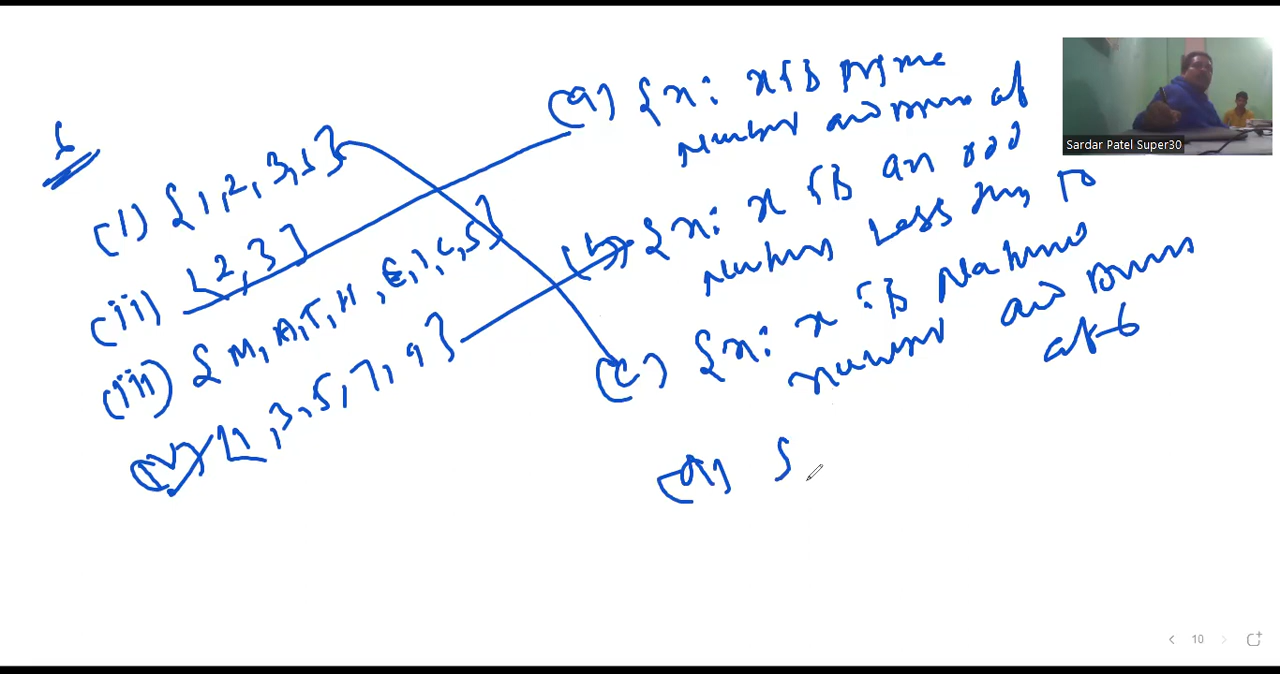 6
(i) {1, 2, 3, 6}
(ii) {2, 3}
(iii) {M, A, T, H, E, I, C, S}
(iv) {1, 3, 5, 7, 9}
(a) {x: x is prime
number and divisor of
(b) {x: x is an odd
number less than 10
(c) {x: x is natural
number and divisor
of 6
(d) {
Sardar Patel Super30
10